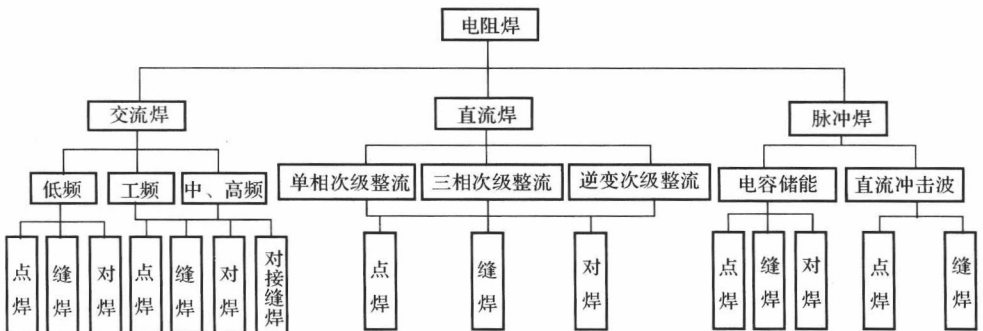 电阻焊
交流焊
直流焊
脉冲焊
低频
工频
中、高频
单相次级整流
三相次级整流
逆变次级整流
电容储能
直流冲击波
点焊
缝焊
对焊
点焊
缝焊
对焊
对接缝焊
点焊
缝焊
对焊
点焊
缝焊
对焊
点焊
缝焊